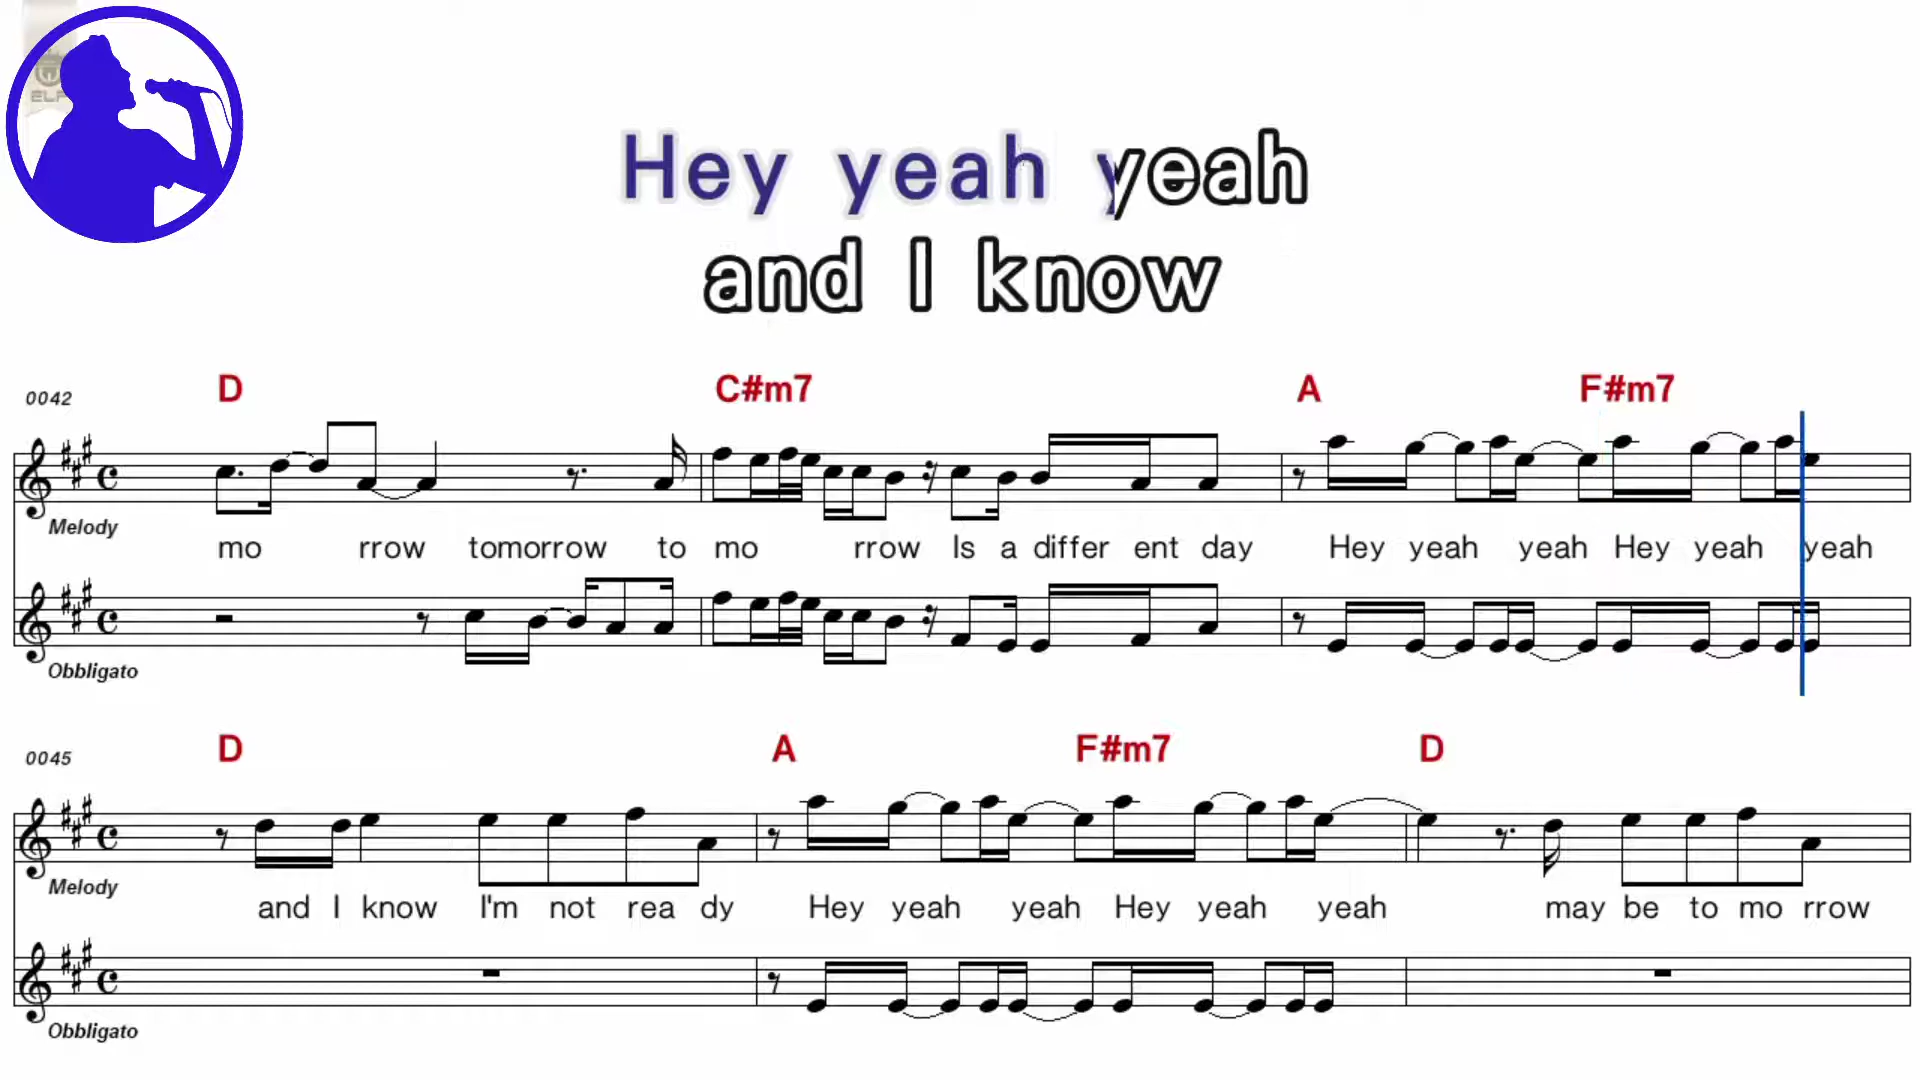 ELF
Hey yeah yeah
and I know
0042 D C#m7 A F#m7
Melody
mo rrow tomorrow to mo rrow Is a differ ent day Hey yeah yeah Hey yeah yeah
Obbligato
0045 D A F#m7 D
Melody
and I know I'm not rea dy Hey yeah yeah Hey yeah yeah may be to mo rrow
Obbligato